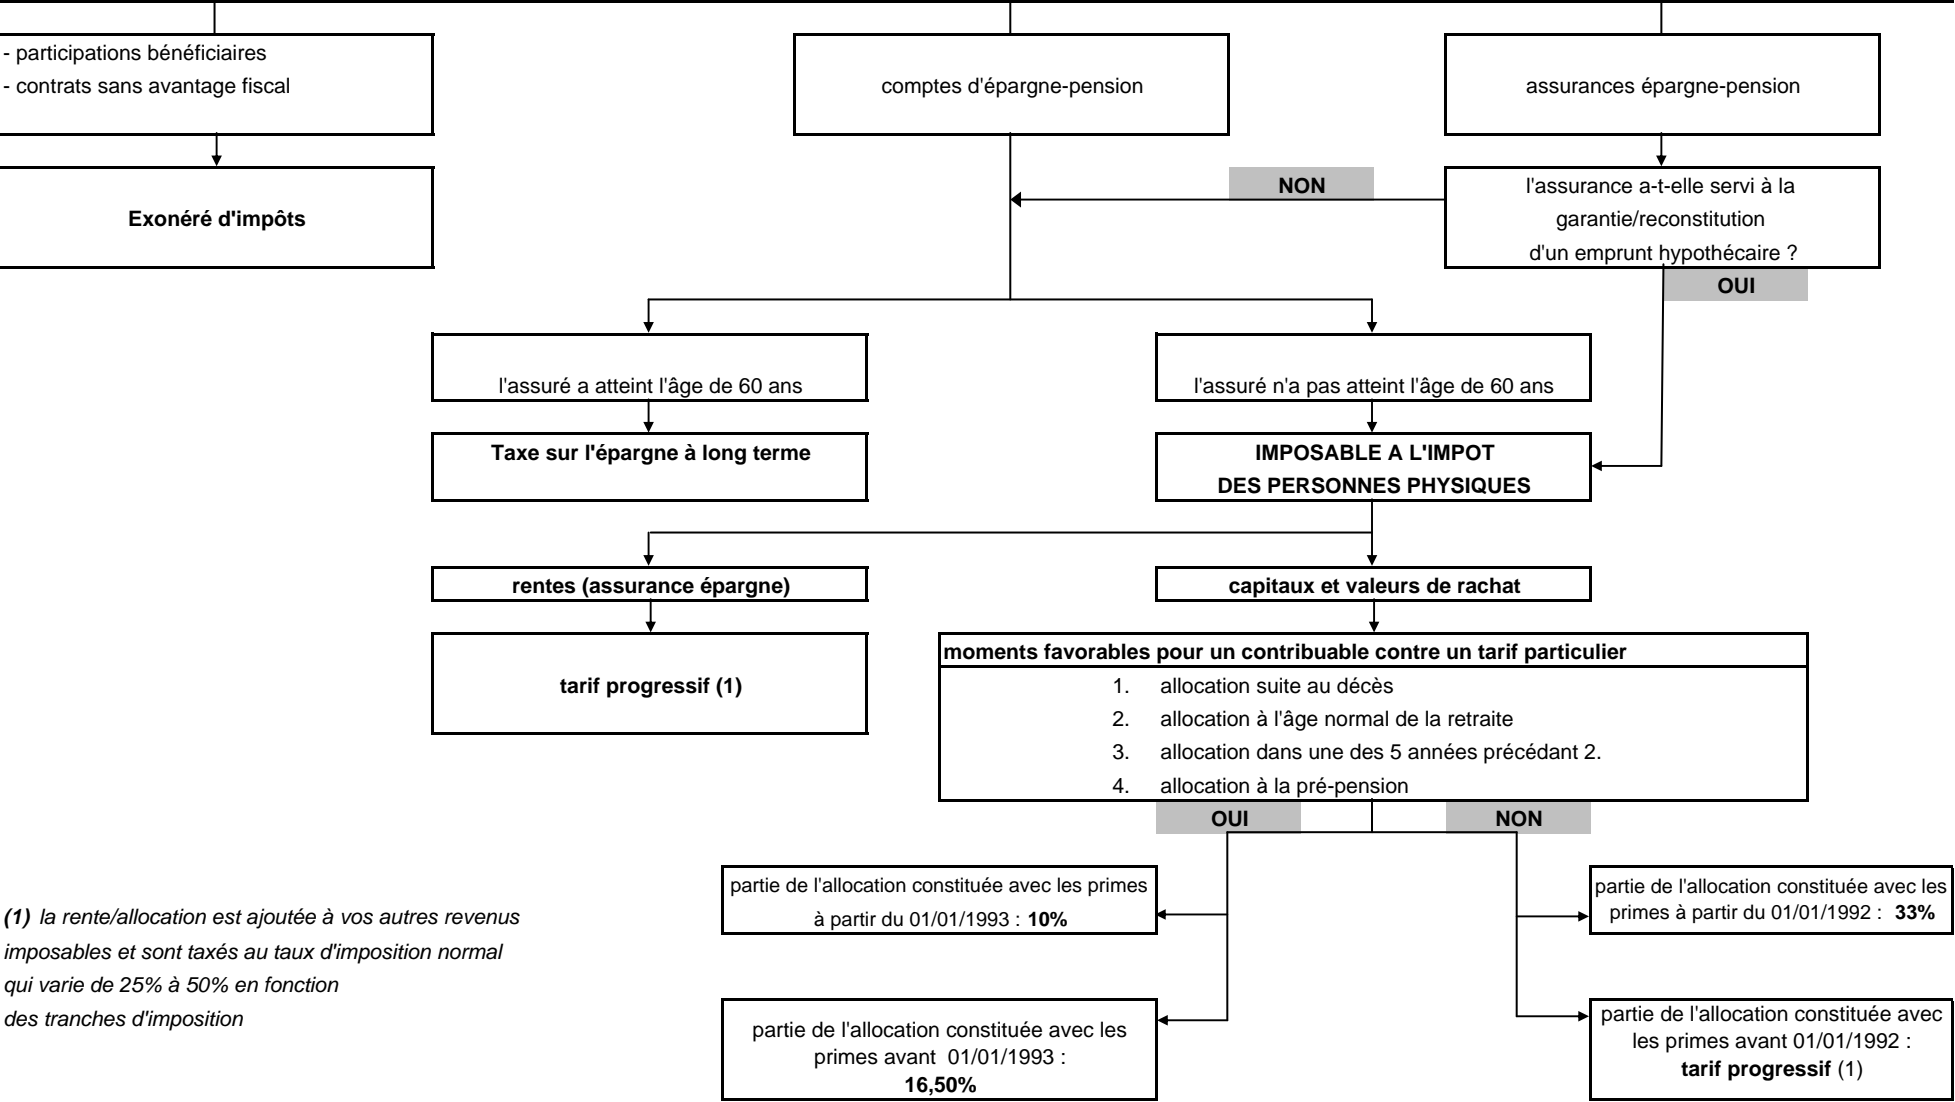 - participations bénéficiaires
- contrats sans avantage fiscal
comptes d'épargne-pension
assurances épargne-pension
Exonéré d'impôts
NON
l'assurance a-t-elle servi à la
garantie/reconstitution
d'un emprunt hypothécaire ?
OUI
l'assuré a atteint l'âge de 60 ans
l'assuré n'a pas atteint l'âge de 60 ans
Taxe sur l'épargne à long terme
IMPOSABLE A L'IMPOT
DES PERSONNES PHYSIQUES
rentes (assurance épargne)
capitaux et valeurs de rachat
tarif progressif (1)
moments favorables pour un contribuable contre un tarif particulier
1. allocation suite au décès
2. allocation à l'âge normal de la retraite
3. allocation dans une des 5 années précédant 2.
4. allocation à la pré-pension
OUI
NON
partie de l'allocation constituée avec les primes
à partir du 01/01/1993 : 10%
partie de l'allocation constituée avec les
primes à partir du 01/01/1992 : 33%
(1) la rente/allocation est ajoutée à vos autres revenus
imposables et sont taxés au taux d'imposition normal
qui varie de 25% à 50% en fonction
des tranches d'imposition
partie de l'allocation constituée avec les
primes avant 01/01/1993 :
16,50%
partie de l'allocation constituée avec
les primes avant 01/01/1992 :
tarif progressif (1)